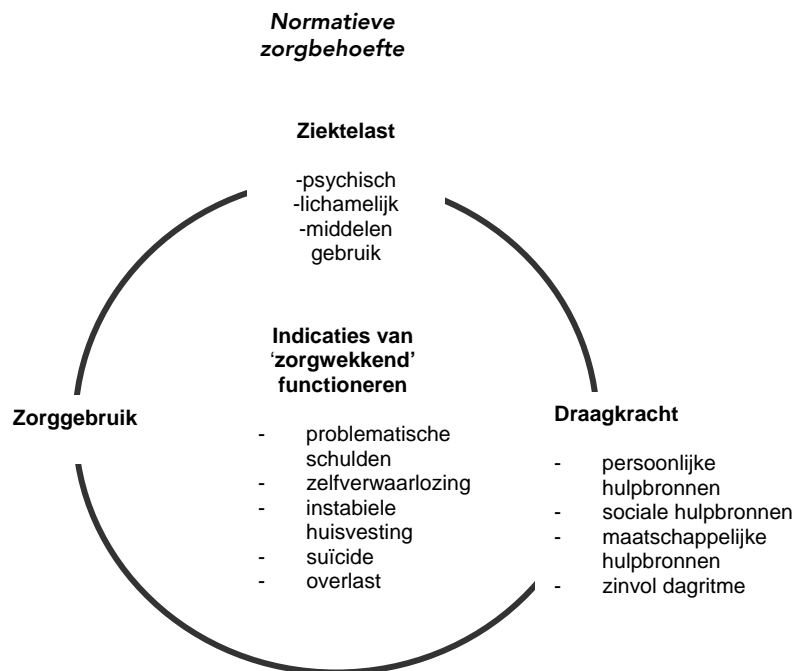 Normatieve
zorgbehoefte
Ziektelast
-psychisch
-lichamelijk
-middelen
gebruik
Indicaties van
‘zorgwekkend’
functioneren
- problematische
schulden
- zelfverwaarlozing
- instabiele
huisvesting
- suïcide
- overlast
Zorggebruik
Draagkracht
- persoonlijke
hulpbronnen
- sociale hulpbronnen
- maatschappelijke
hulpbronnen
- zinvol dagritme